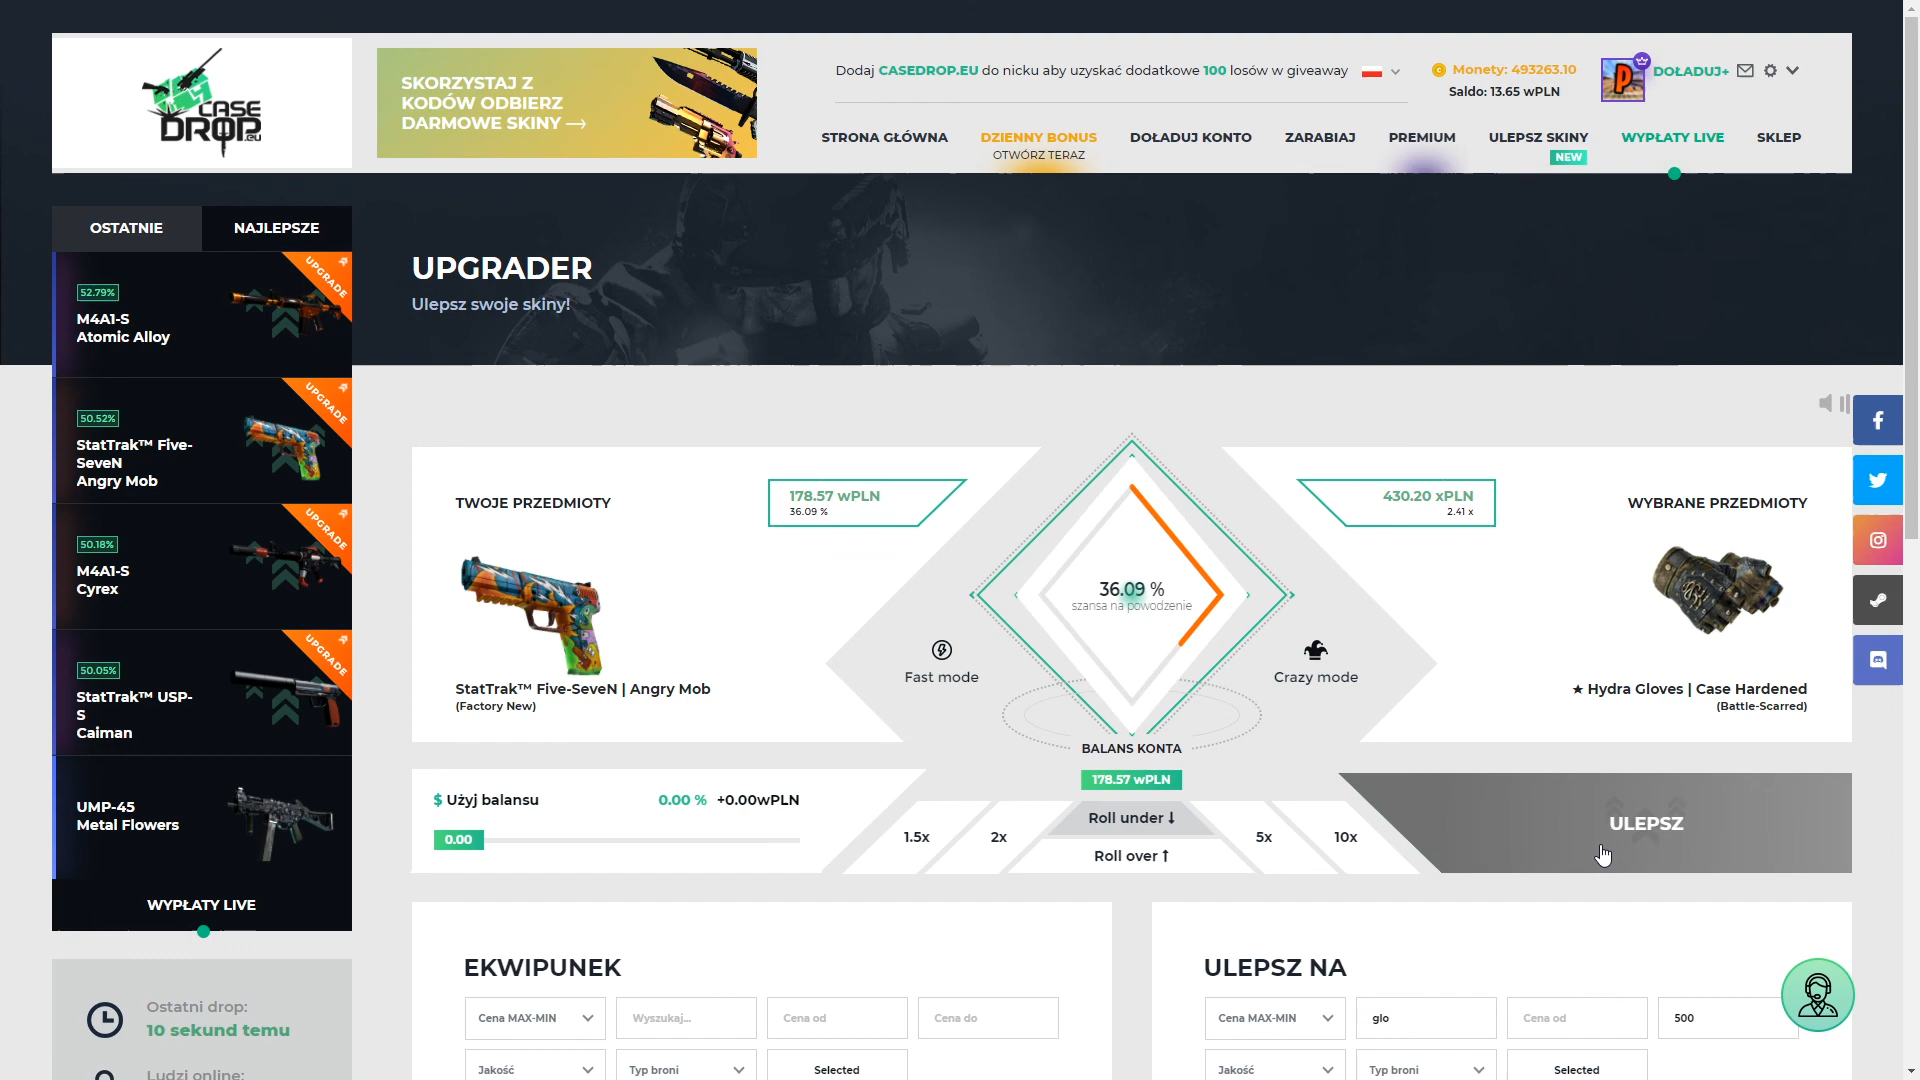 CASE
DROP.eu
SKORZYSTAJ Z
KODÓW ODBIERZ
DARMOWE SKINY →
Dodaj CASEDROP.EU do nicku aby uzyskać dodatkowe 100 losów w giveaway
Monety: 493263.10
Saldo: 13.65 wPLN
DOŁADUJ+
STRONA GŁÓWNA
DZIENNY BONUS
OTWÓRZ TERAZ
DOŁADUJ KONTO
ZARABIAJ
PREMIUM
ULEPSZ SKINY
NEW
WYPŁATY LIVE
SKLEP
OSTATNIE
NAJLEPSZE
UPGRADE
52.79%
M4A1-S
Atomic Alloy
UPGRADE
50.52%
StatTrak™ Five-
SeveN
Angry Mob
UPGRADE
50.18%
M4A1-S
Cyrex
UPGRADE
50.05%
StatTrak™ USP-
S
Caiman
UMP-45
Metal Flowers
WYPŁATY LIVE
Ostatni drop:
10 sekund temu
Ludzi online:
UPGRADER
Ulepsz swoje skiny!
TWOJE PRZEDMIOTY
178.57 wPLN
36.09 %
StatTrak™ Five-SeveN | Angry Mob
(Factory New)
36.09 %
szansa na powodzenie
Fast mode
Crazy mode
430.20 xPLN
2.41 x
WYBRANE PRZEDMIOTY
★ Hydra Gloves | Case Hardened
(Battle-Scarred)
BALANS KONTA
178.57 wPLN
$ Użyj balansu
0.00 % +0.00wPLN
0.00
1.5x
2x
Roll under ↓
Roll over ↑
5x
10x
ULEPSZ
EKWIPUNEK
Cena MAX-MIN
Wyszukaj...
Cena od
Cena do
Jakość
Typ broni
Selected
ULEPSZ NA
Cena MAX-MIN
glo
Cena od
500
Jakość
Typ broni
Selected